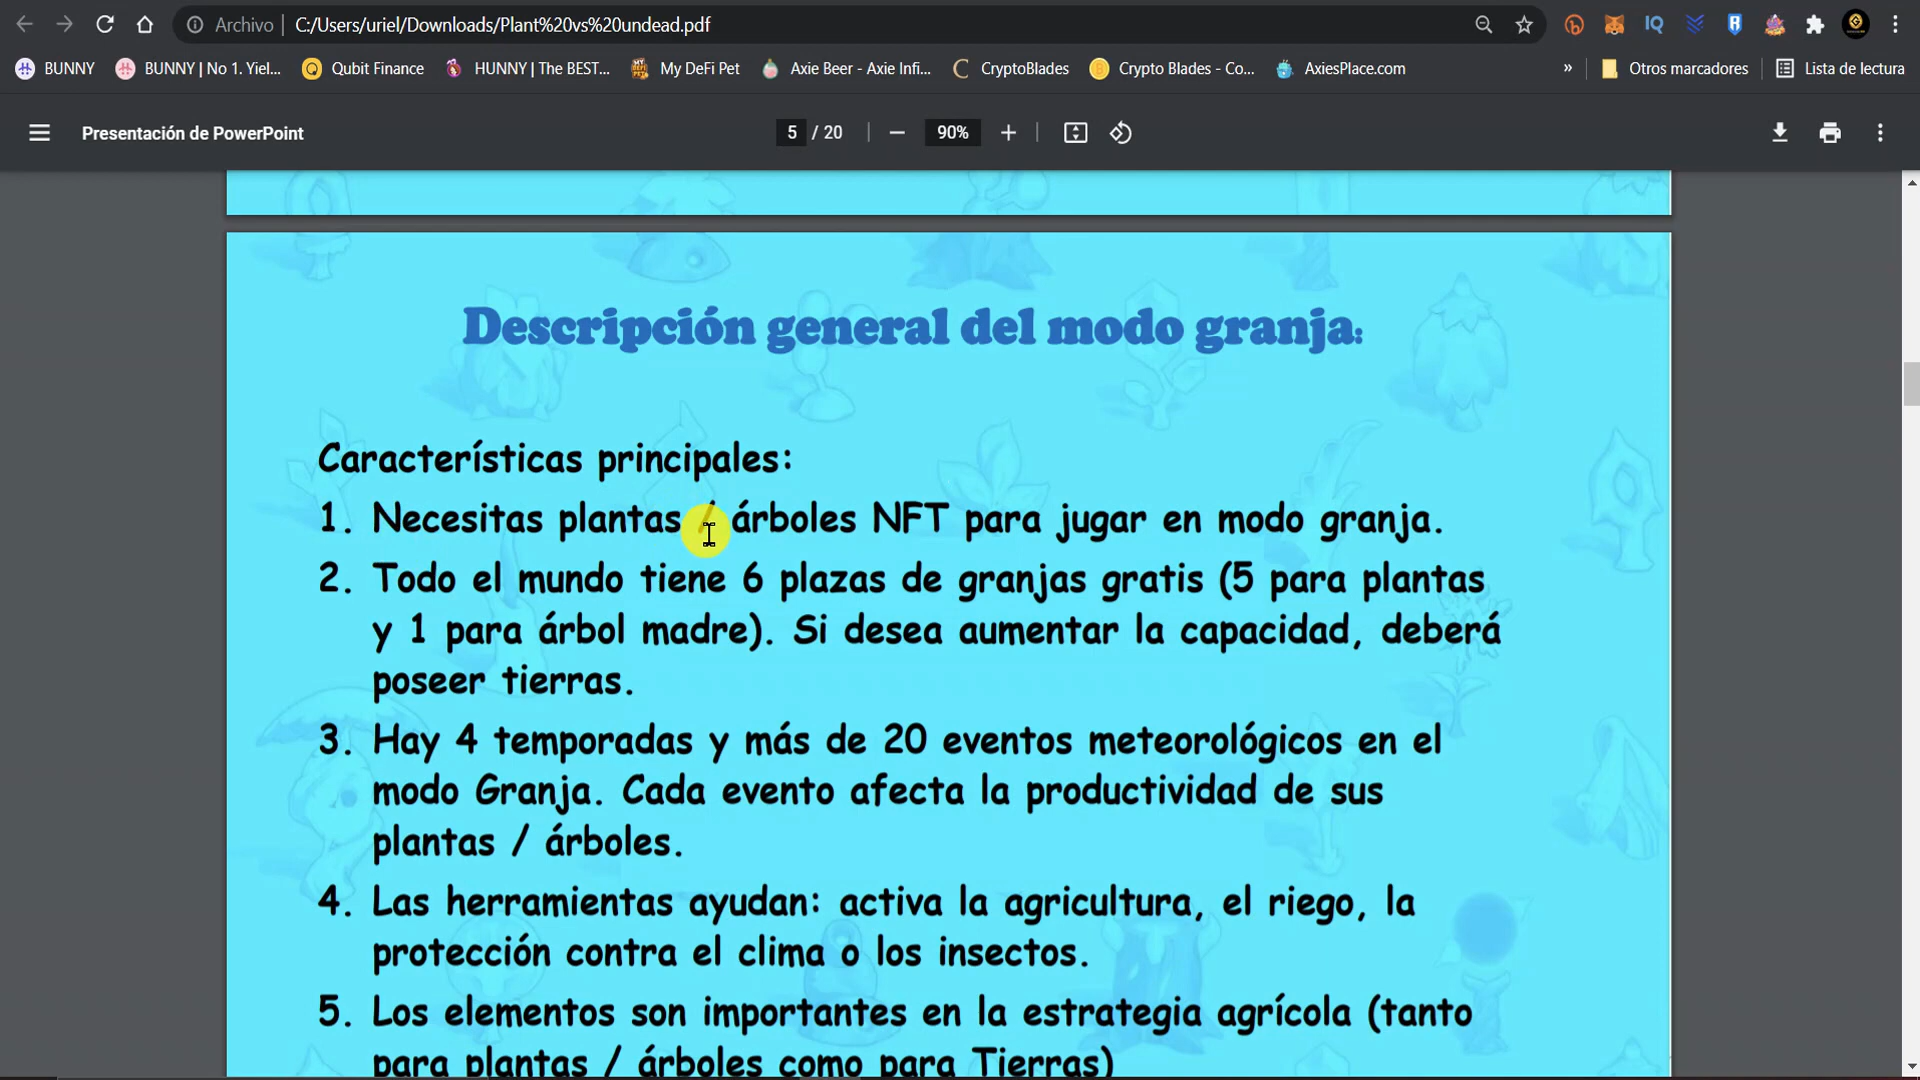 Archivo C:/Users/uriel/Downloads/Plant%20vs%20undead.pdf
BUNNY BUNNY | No 1. Yiel... Qubit Finance HUNNY | The BEST... My DeFi Pet Axie Beer - Axie Infi... CryptoBlades Crypto Blades - Co... AxiesPlace.com » Otros marcadores Lista de lectura
Presentación de PowerPoint 5 / 20 90%
Descripción general del modo granja:
Características principales:
1. Necesitas plantas / árboles NFT para jugar en modo granja.
2. Todo el mundo tiene 6 plazas de granjas gratis (5 para plantas
y 1 para árbol madre). Si desea aumentar la capacidad, deberá
poseer tierras.
3. Hay 4 temporadas y más de 20 eventos meteorológicos en el
modo Granja. Cada evento afecta la productividad de sus
plantas / árboles.
4. Las herramientas ayudan: activa la agricultura, el riego, la
protección contra el clima o los insectos.
5. Los elementos son importantes en la estrategia agrícola (tanto
para plantas / árboles como para Tierras)